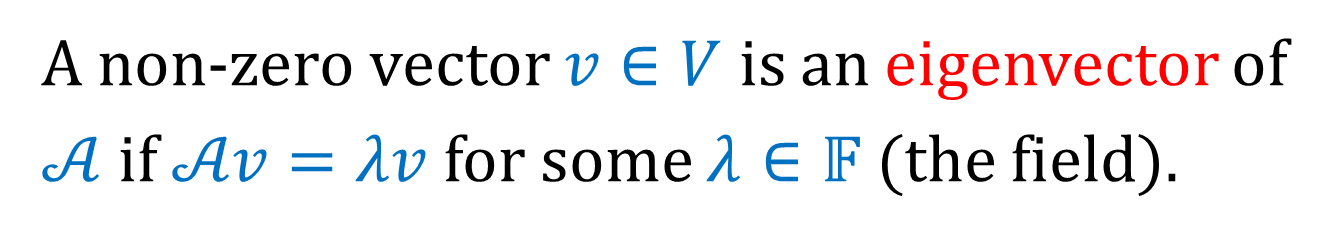 A non-zero vector 𝑣 ∈ 𝑉 is an eigenvector of
𝒜 if 𝒜𝑣 = 𝜆𝑣 for some 𝜆 ∈ 𝔽 (the field).